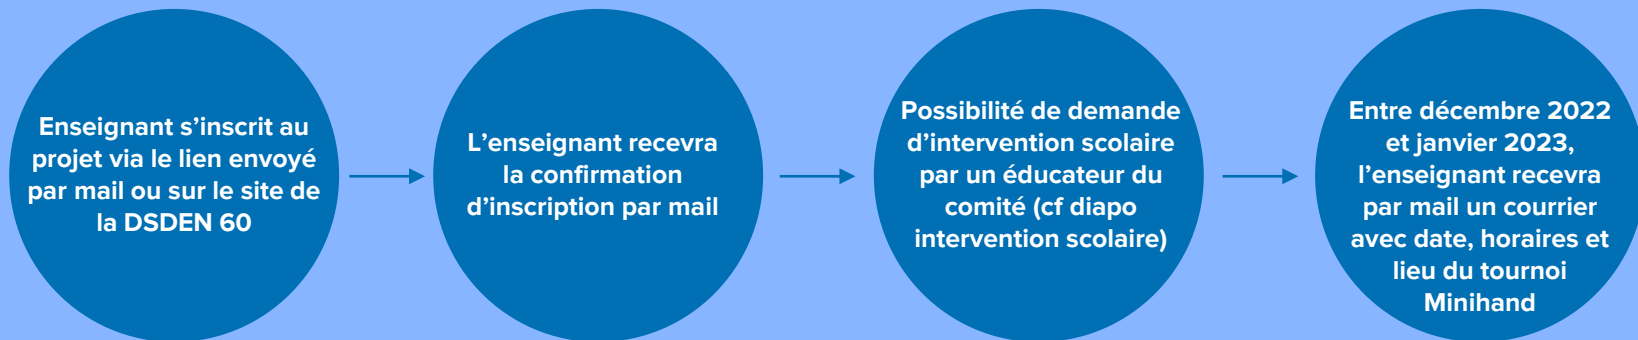 Enseignant s’inscrit au
projet via le lien envoyé
par mail ou sur le site de
la DSDEN 60
L’enseignant recevra
la confirmation
d’inscription par mail
Possibilité de demande
d’intervention scolaire
par un éducateur du
comité (cf diapo
intervention scolaire)
Entre décembre 2022
et janvier 2023,
l’enseignant recevra
par mail un courrier
avec date, horaires et
lieu du tournoi
Minihand